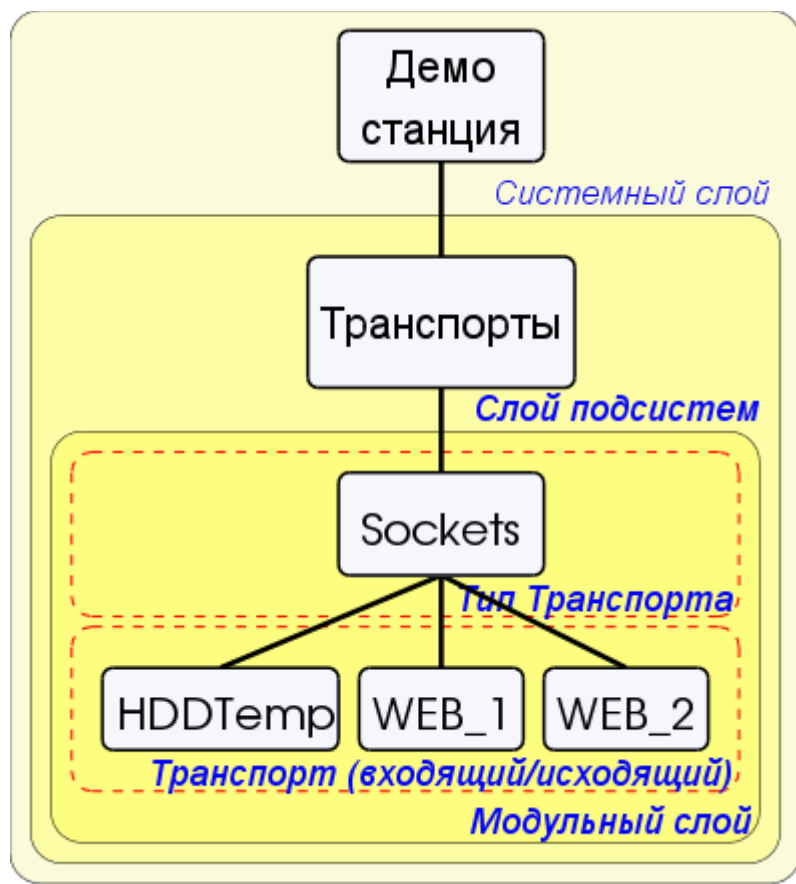 Демо
станция
Системный слой
Транспорты
Слой подсистем
Sockets
Тип Транспорта
HDDTemp WEB_1 WEB_2
Транспорт (входящий/исходящий)
Модульный слой